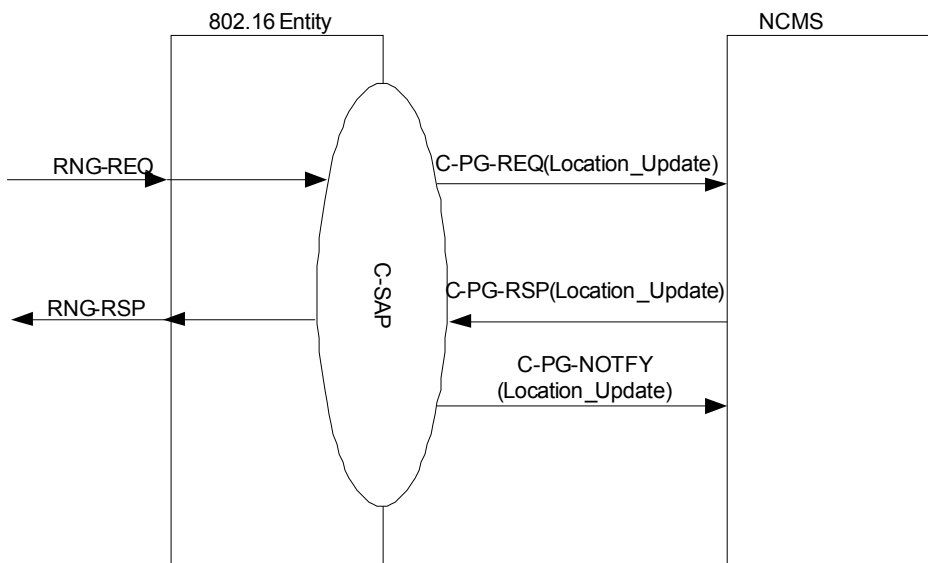 802.16 Entity
NCMS
RNG-REQ
C-PG-REQ(Location_Update)
C-SAP
RNG-RSP
C-PG-RSP(Location_Update)
C-PG-NOTFY
(Location_Update)